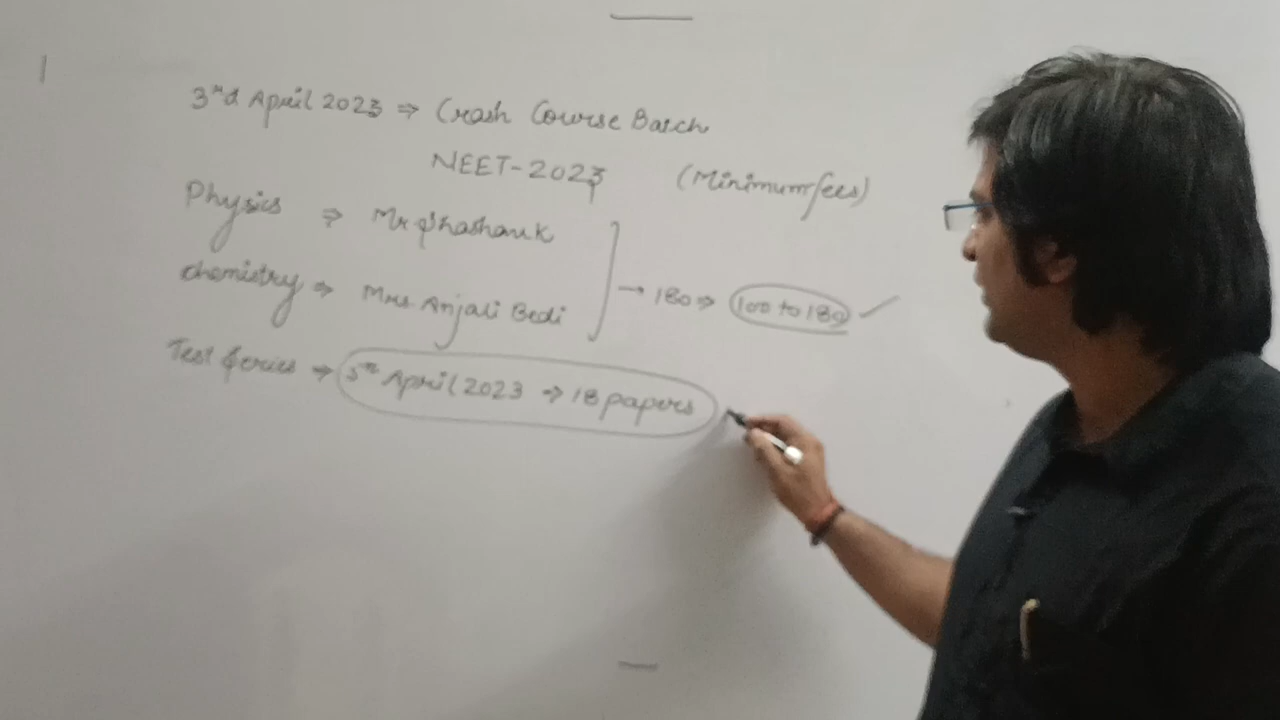 3rd April 2023 ⇒ Crash Course Batch
NEET-2023 (Minimum fees)
Physics ⇒ Mr Shashank
Chemistry ⇒ Mrs Anjali Bedi
→ 180 ⇒ 100 to 180 ✓
Test Series ⇒ 5th April 2023 → 18 papers